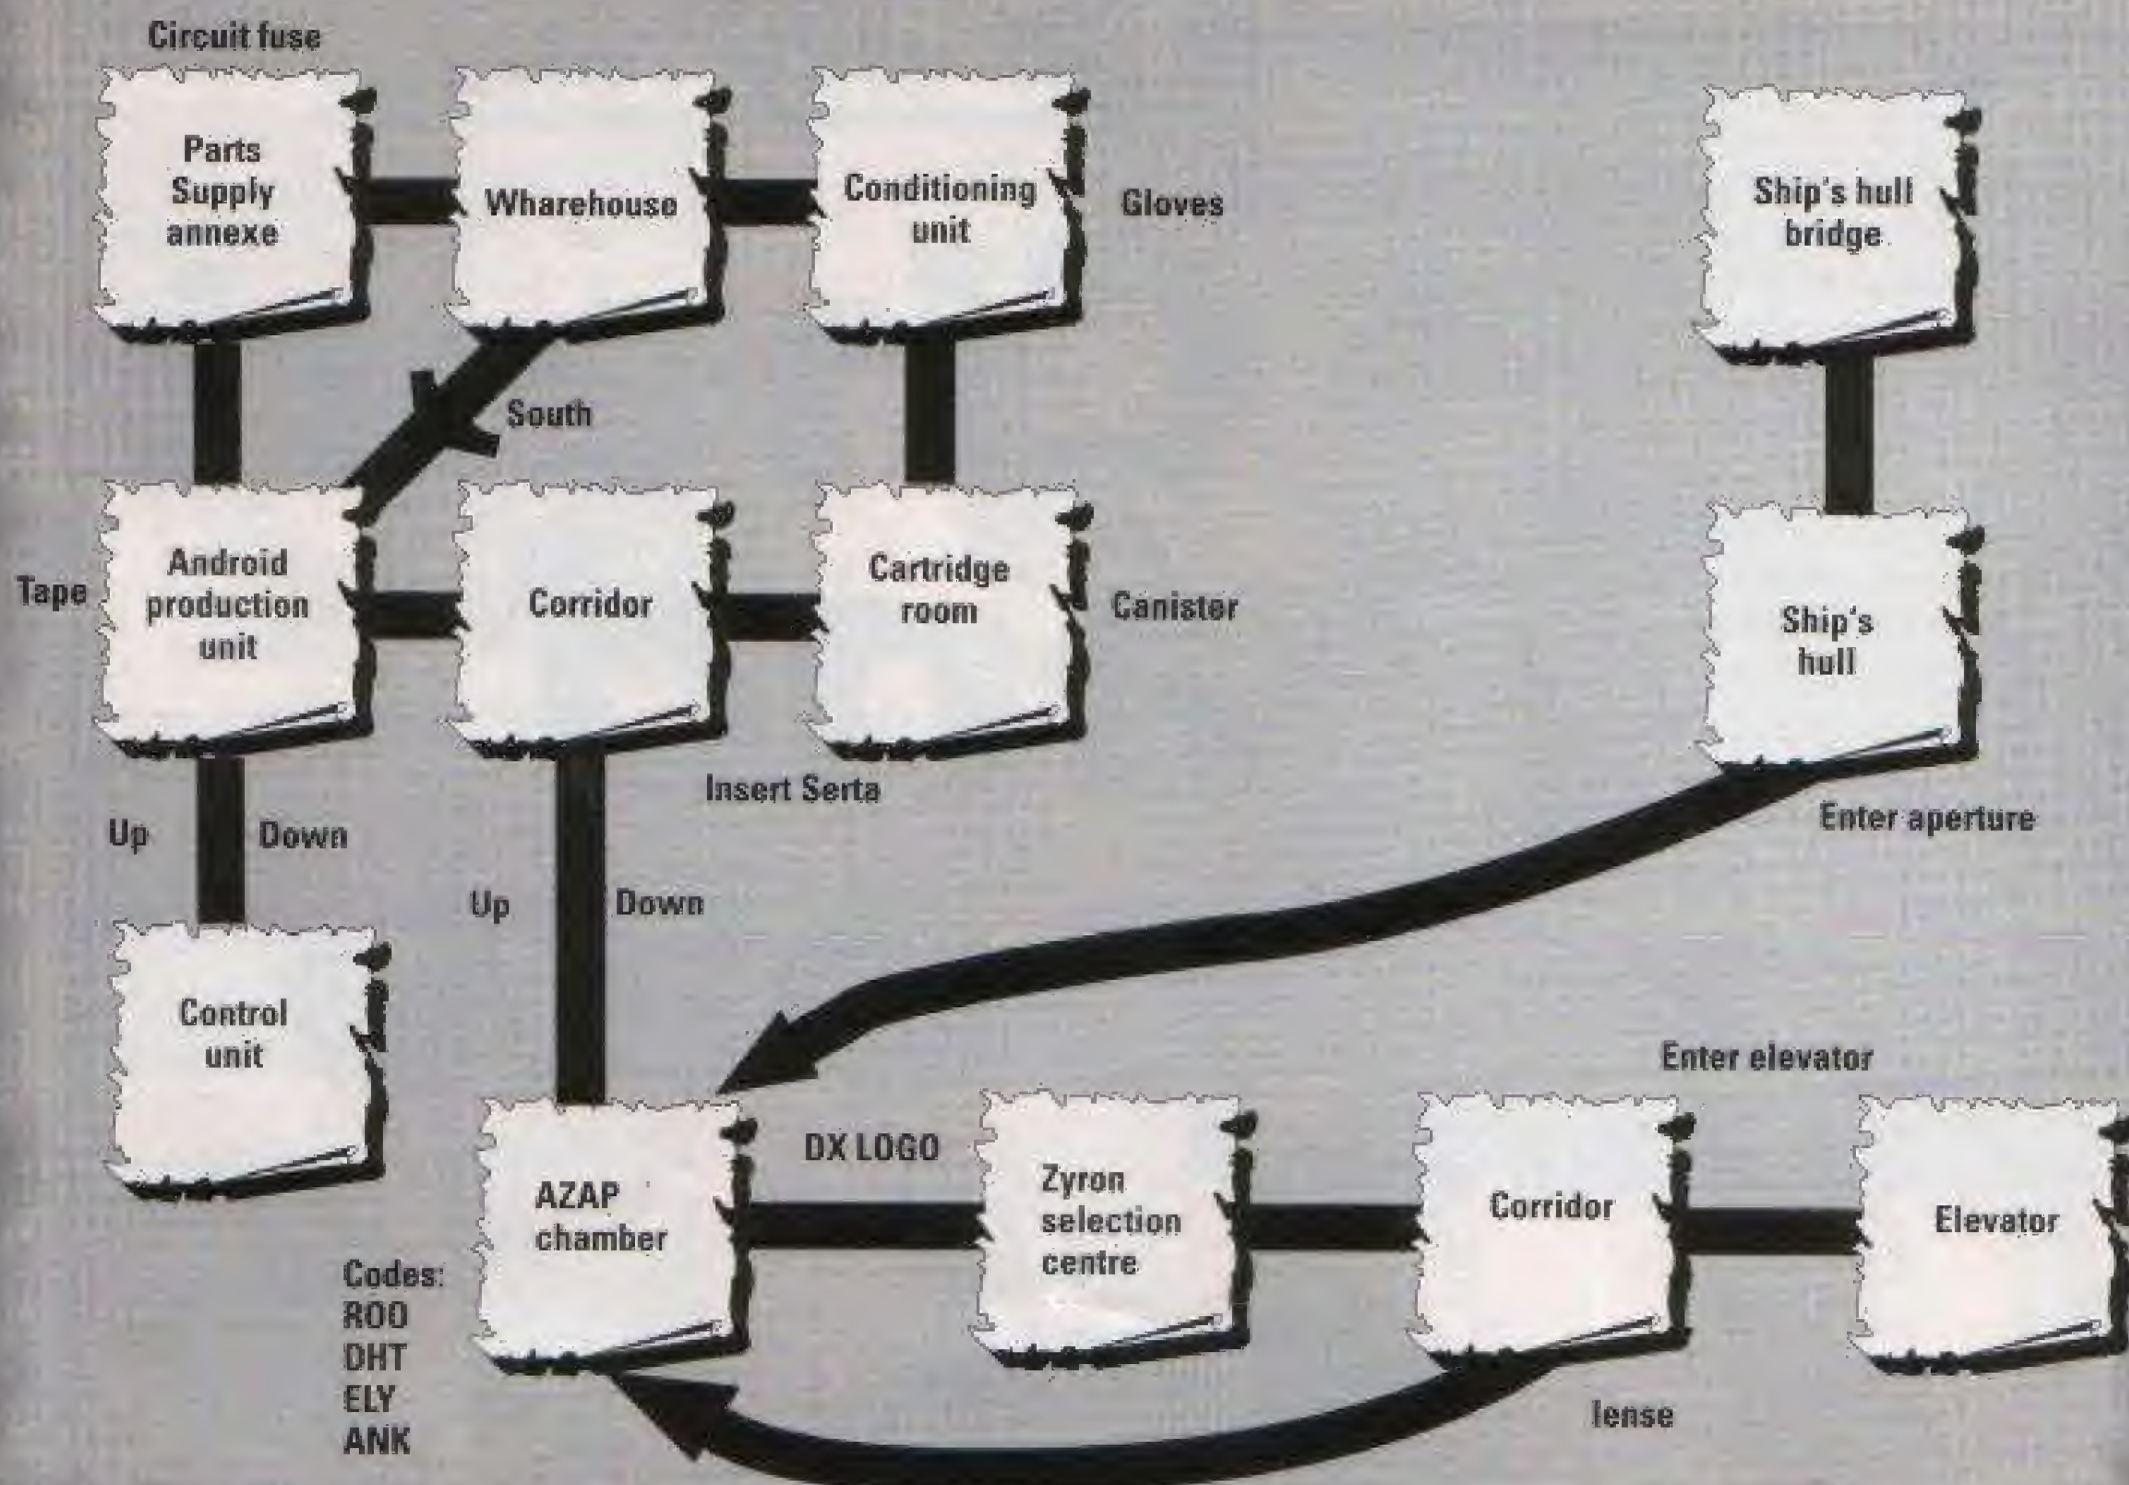 Circuit fuse
Parts
Supply
annexe
Wharehouse
Conditioning
unit
Gloves
Ship's hull
bridge
South
Tape
Android
production
unit
Corridor
Cartridge
room
Canister
Ship's
hull
Insert Serta
Enter aperture
Up
Down
Up
Down
Control
unit
Enter elevator
DX LOGO
AZAP
chamber
Zyron
selection
centre
Corridor
Elevator
Codes:
ROO
DHT
ELY
ANK
lense